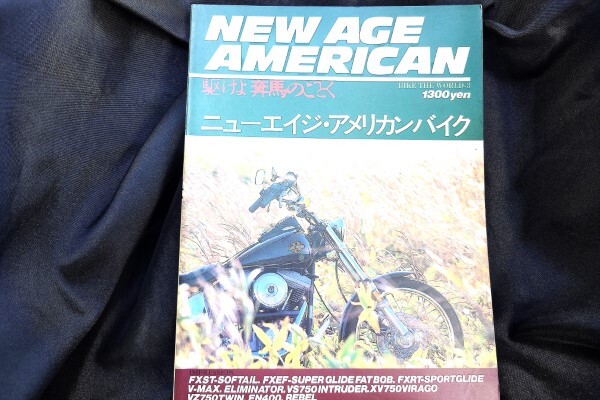 NEW AGE
AMERICAN
駆けよ 奔馬のごとく
BIKE THE WORLD-3
1300yen
ニューエイジ・アメリカンバイク
FXST-SOFTAIL. FXEF-SUPER GLIDE FAT BOB. FXRT-SPORTGLIDE
V-MAX. ELIMINATOR. VS750 INTRUDER. XV750VIRAGO
VZ750TWIN. EN400. REBEL